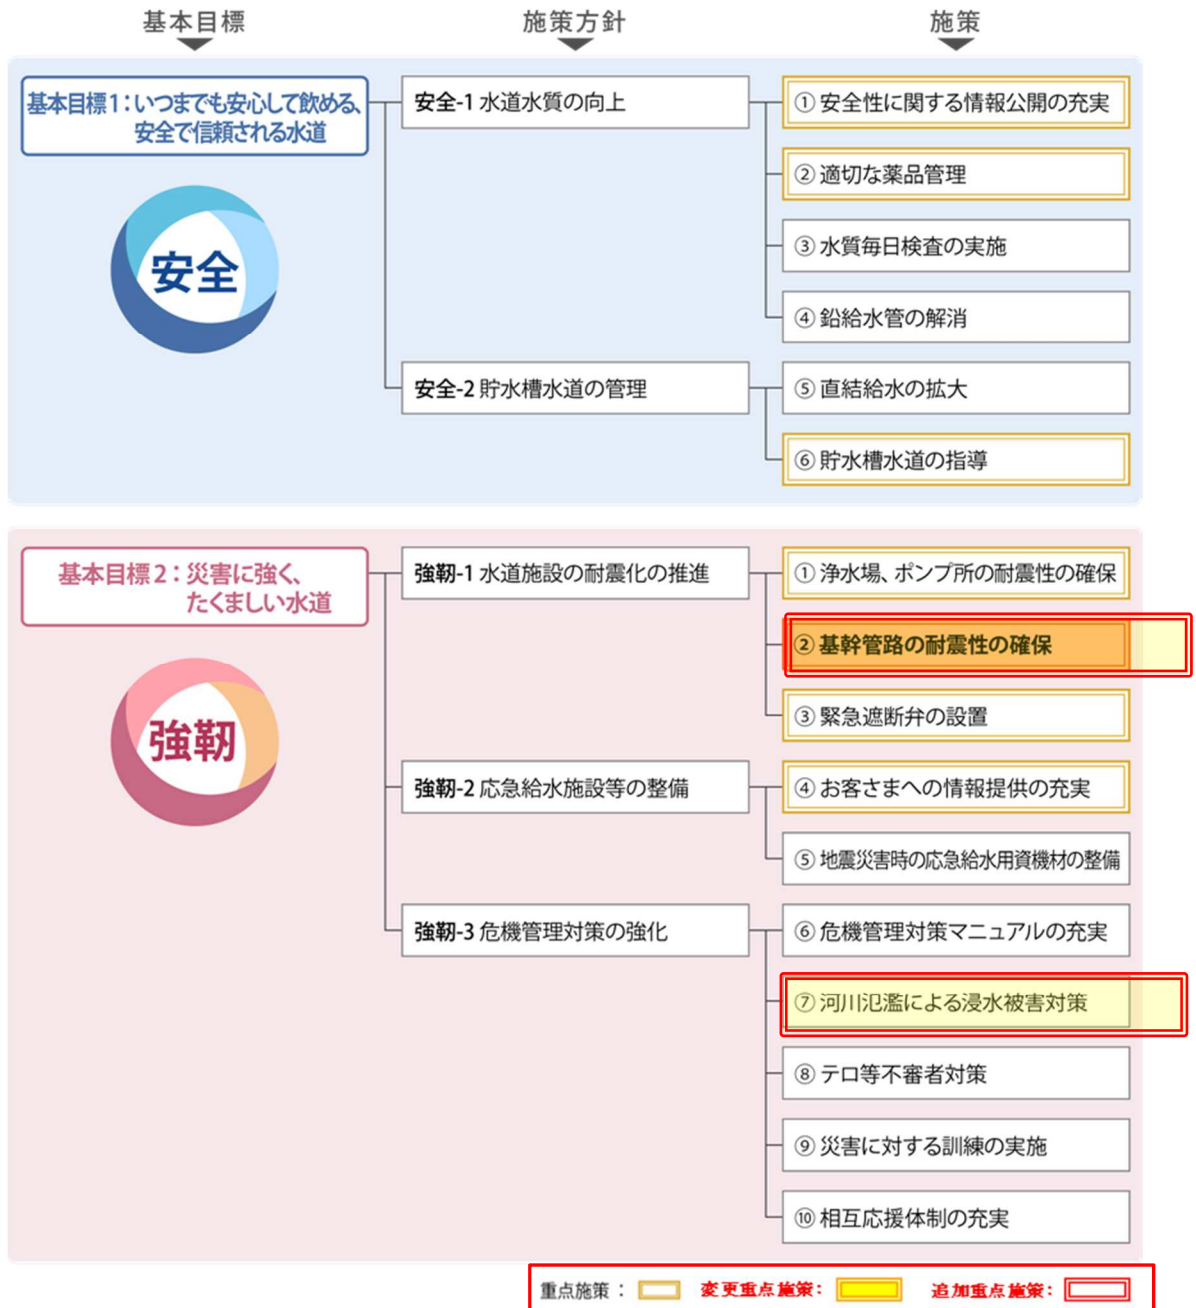 基本目標
施策方針
施策
基本目標1：いつまでも安心して飲める、
安全で信頼される水道
安全
安全-1 水道水質の向上
① 安全性に関する情報公開の充実
② 適切な薬品管理
③ 水質毎日検査の実施
④ 鉛給水管の解消
安全-2 貯水槽水道の管理
⑤ 直結給水の拡大
⑥ 貯水槽水道の指導
基本目標2：災害に強く、
たくましい水道
強靭
強靭-1 水道施設の耐震化の推進
① 浄水場、ポンプ所の耐震性の確保
② 基幹管路の耐震性の確保
③ 緊急遮断弁の設置
強靭-2 応急給水施設等の整備
④ お客さまへの情報提供の充実
⑤ 地震災害時の応急給水用資機材の整備
強靭-3 危機管理対策の強化
⑥ 危機管理対策マニュアルの充実
⑦ 河川氾濫による浸水被害対策
⑧ テロ等不審者対策
⑨ 災害に対する訓練の実施
⑩ 相互応援体制の充実
重点施策： 変更重点施策： 追加重点施策：